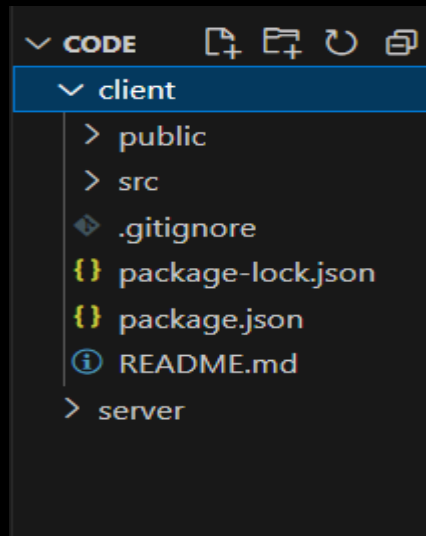 CODE
client
public
src
.gitignore
{} package-lock.json
{} package.json
README.md
server